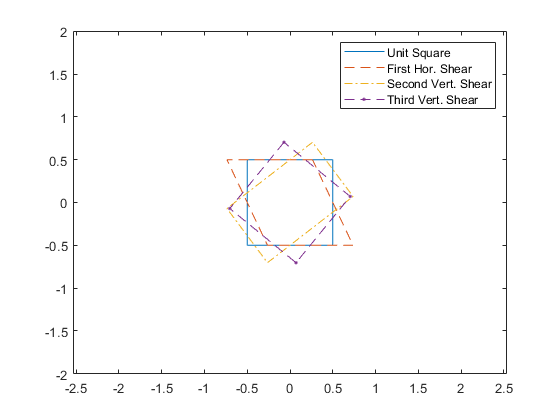 2
1.5
1
0.5
0
-0.5
-1
-1.5
-2
-2.5 -2 -1.5 -1 -0.5 0 0.5 1 1.5 2 2.5
Unit Square
First Hor. Shear
Second Vert. Shear
Third Vert. Shear